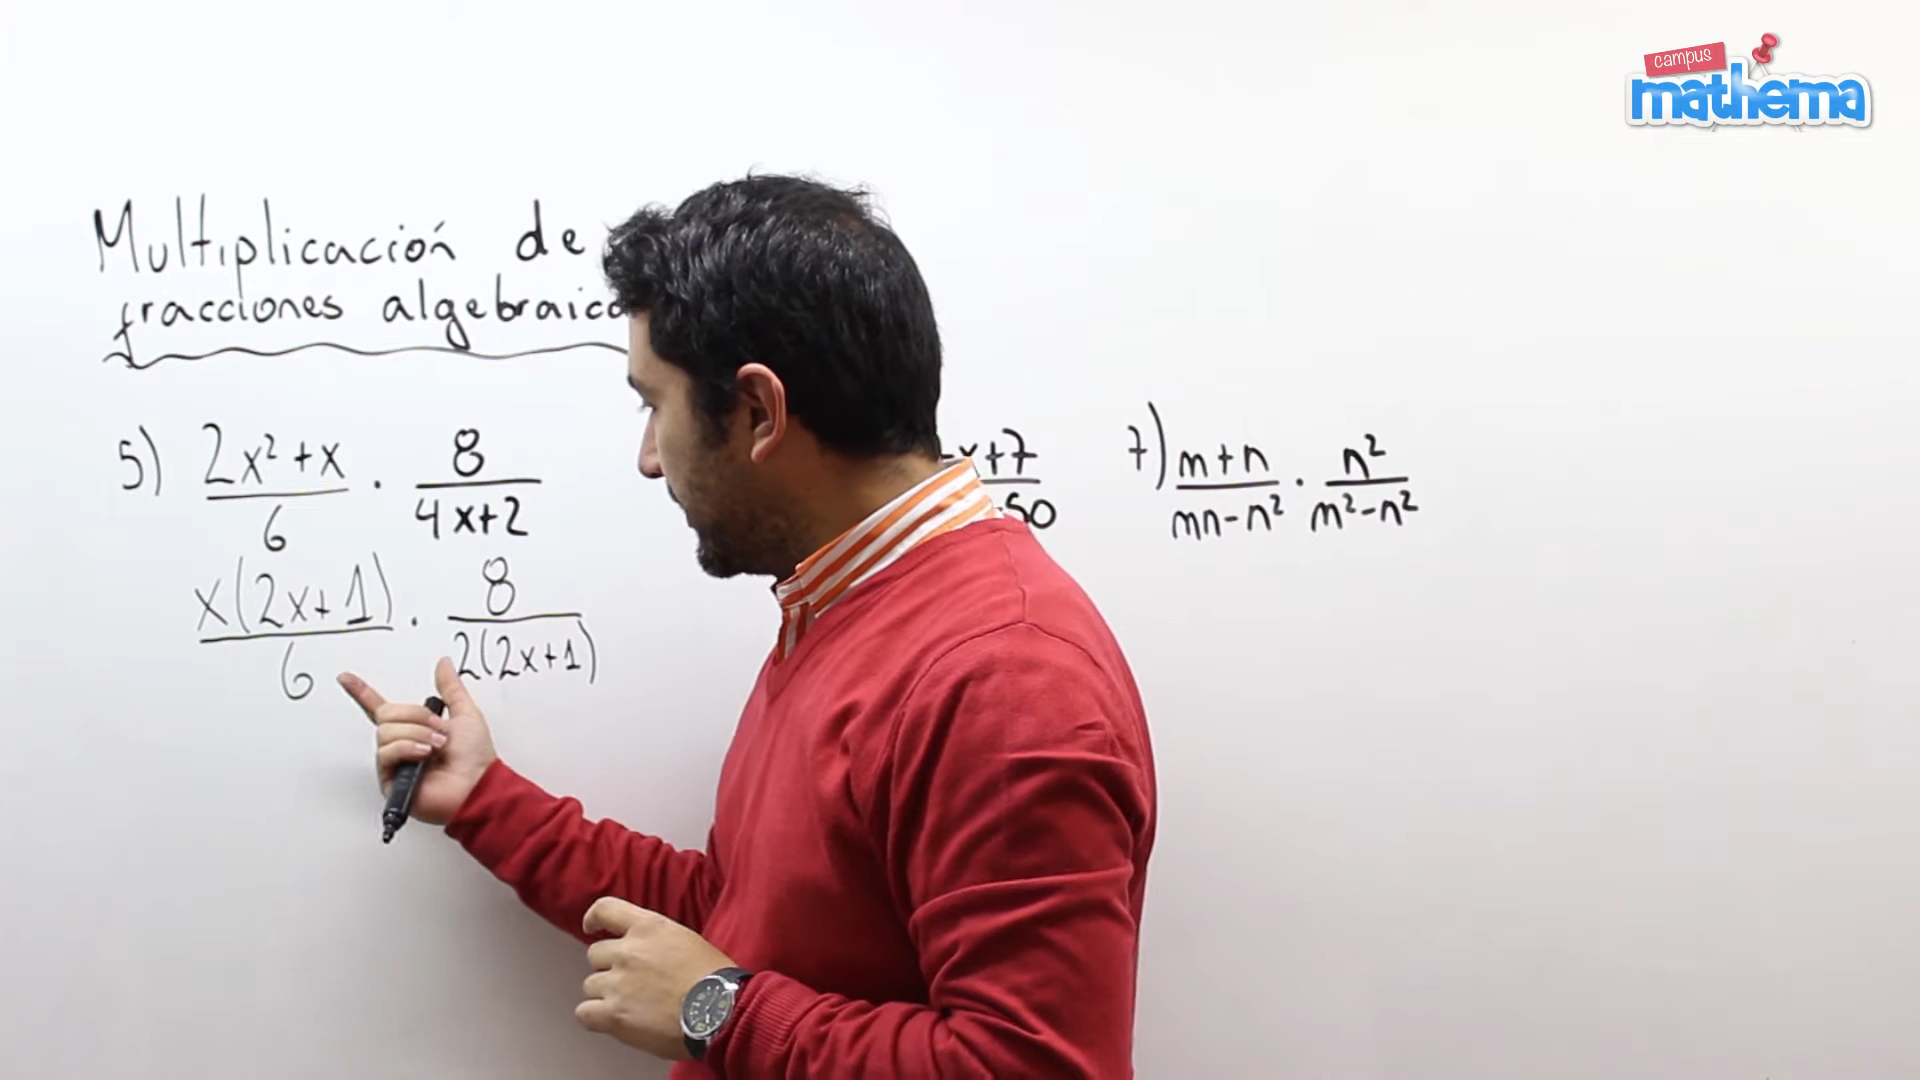 campus
mathema
Multiplicación de
fracciones algebraica
5) 2x² + x / 6 · 8 / 4x+2
x(2x+1) / 6 · 8 / 2(2x+1)
x+7 / -50
7) m+n / mn-n² · n² / m²-n²